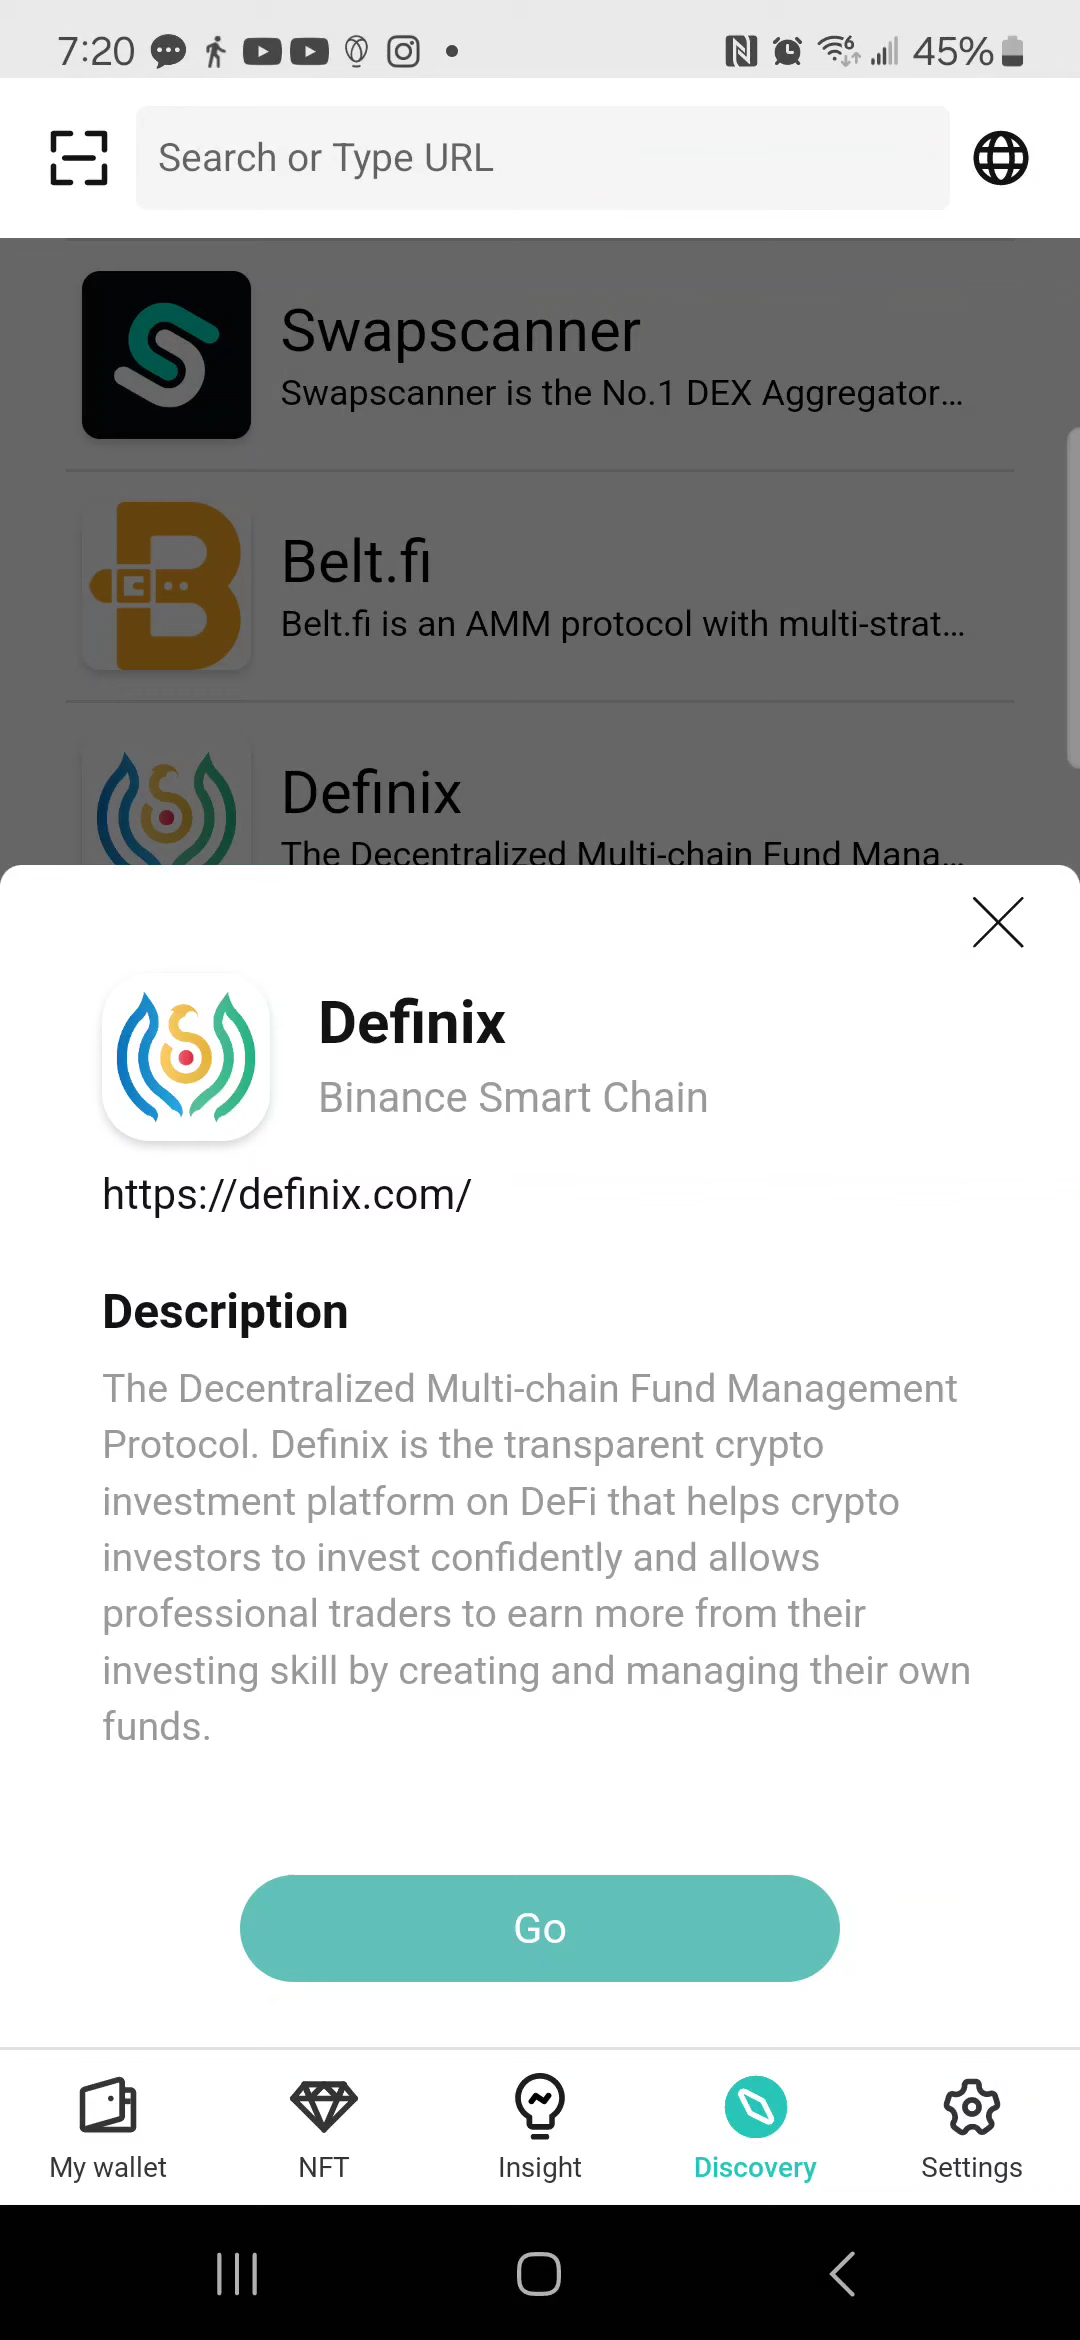 7:20
45%
Search or Type URL
Swapscanner
Swapscanner is the No.1 DEX Aggregator...
Belt.fi
Belt.fi is an AMM protocol with multi-strat...
Definix
The Decentralized Multi-chain Fund Mana...
Definix
Binance Smart Chain
https://definix.com/
Description
The Decentralized Multi-chain Fund Management
Protocol. Definix is the transparent crypto
investment platform on DeFi that helps crypto
investors to invest confidently and allows
professional traders to earn more from their
investing skill by creating and managing their own
funds.
Go
My wallet
NFT
Insight
Discovery
Settings